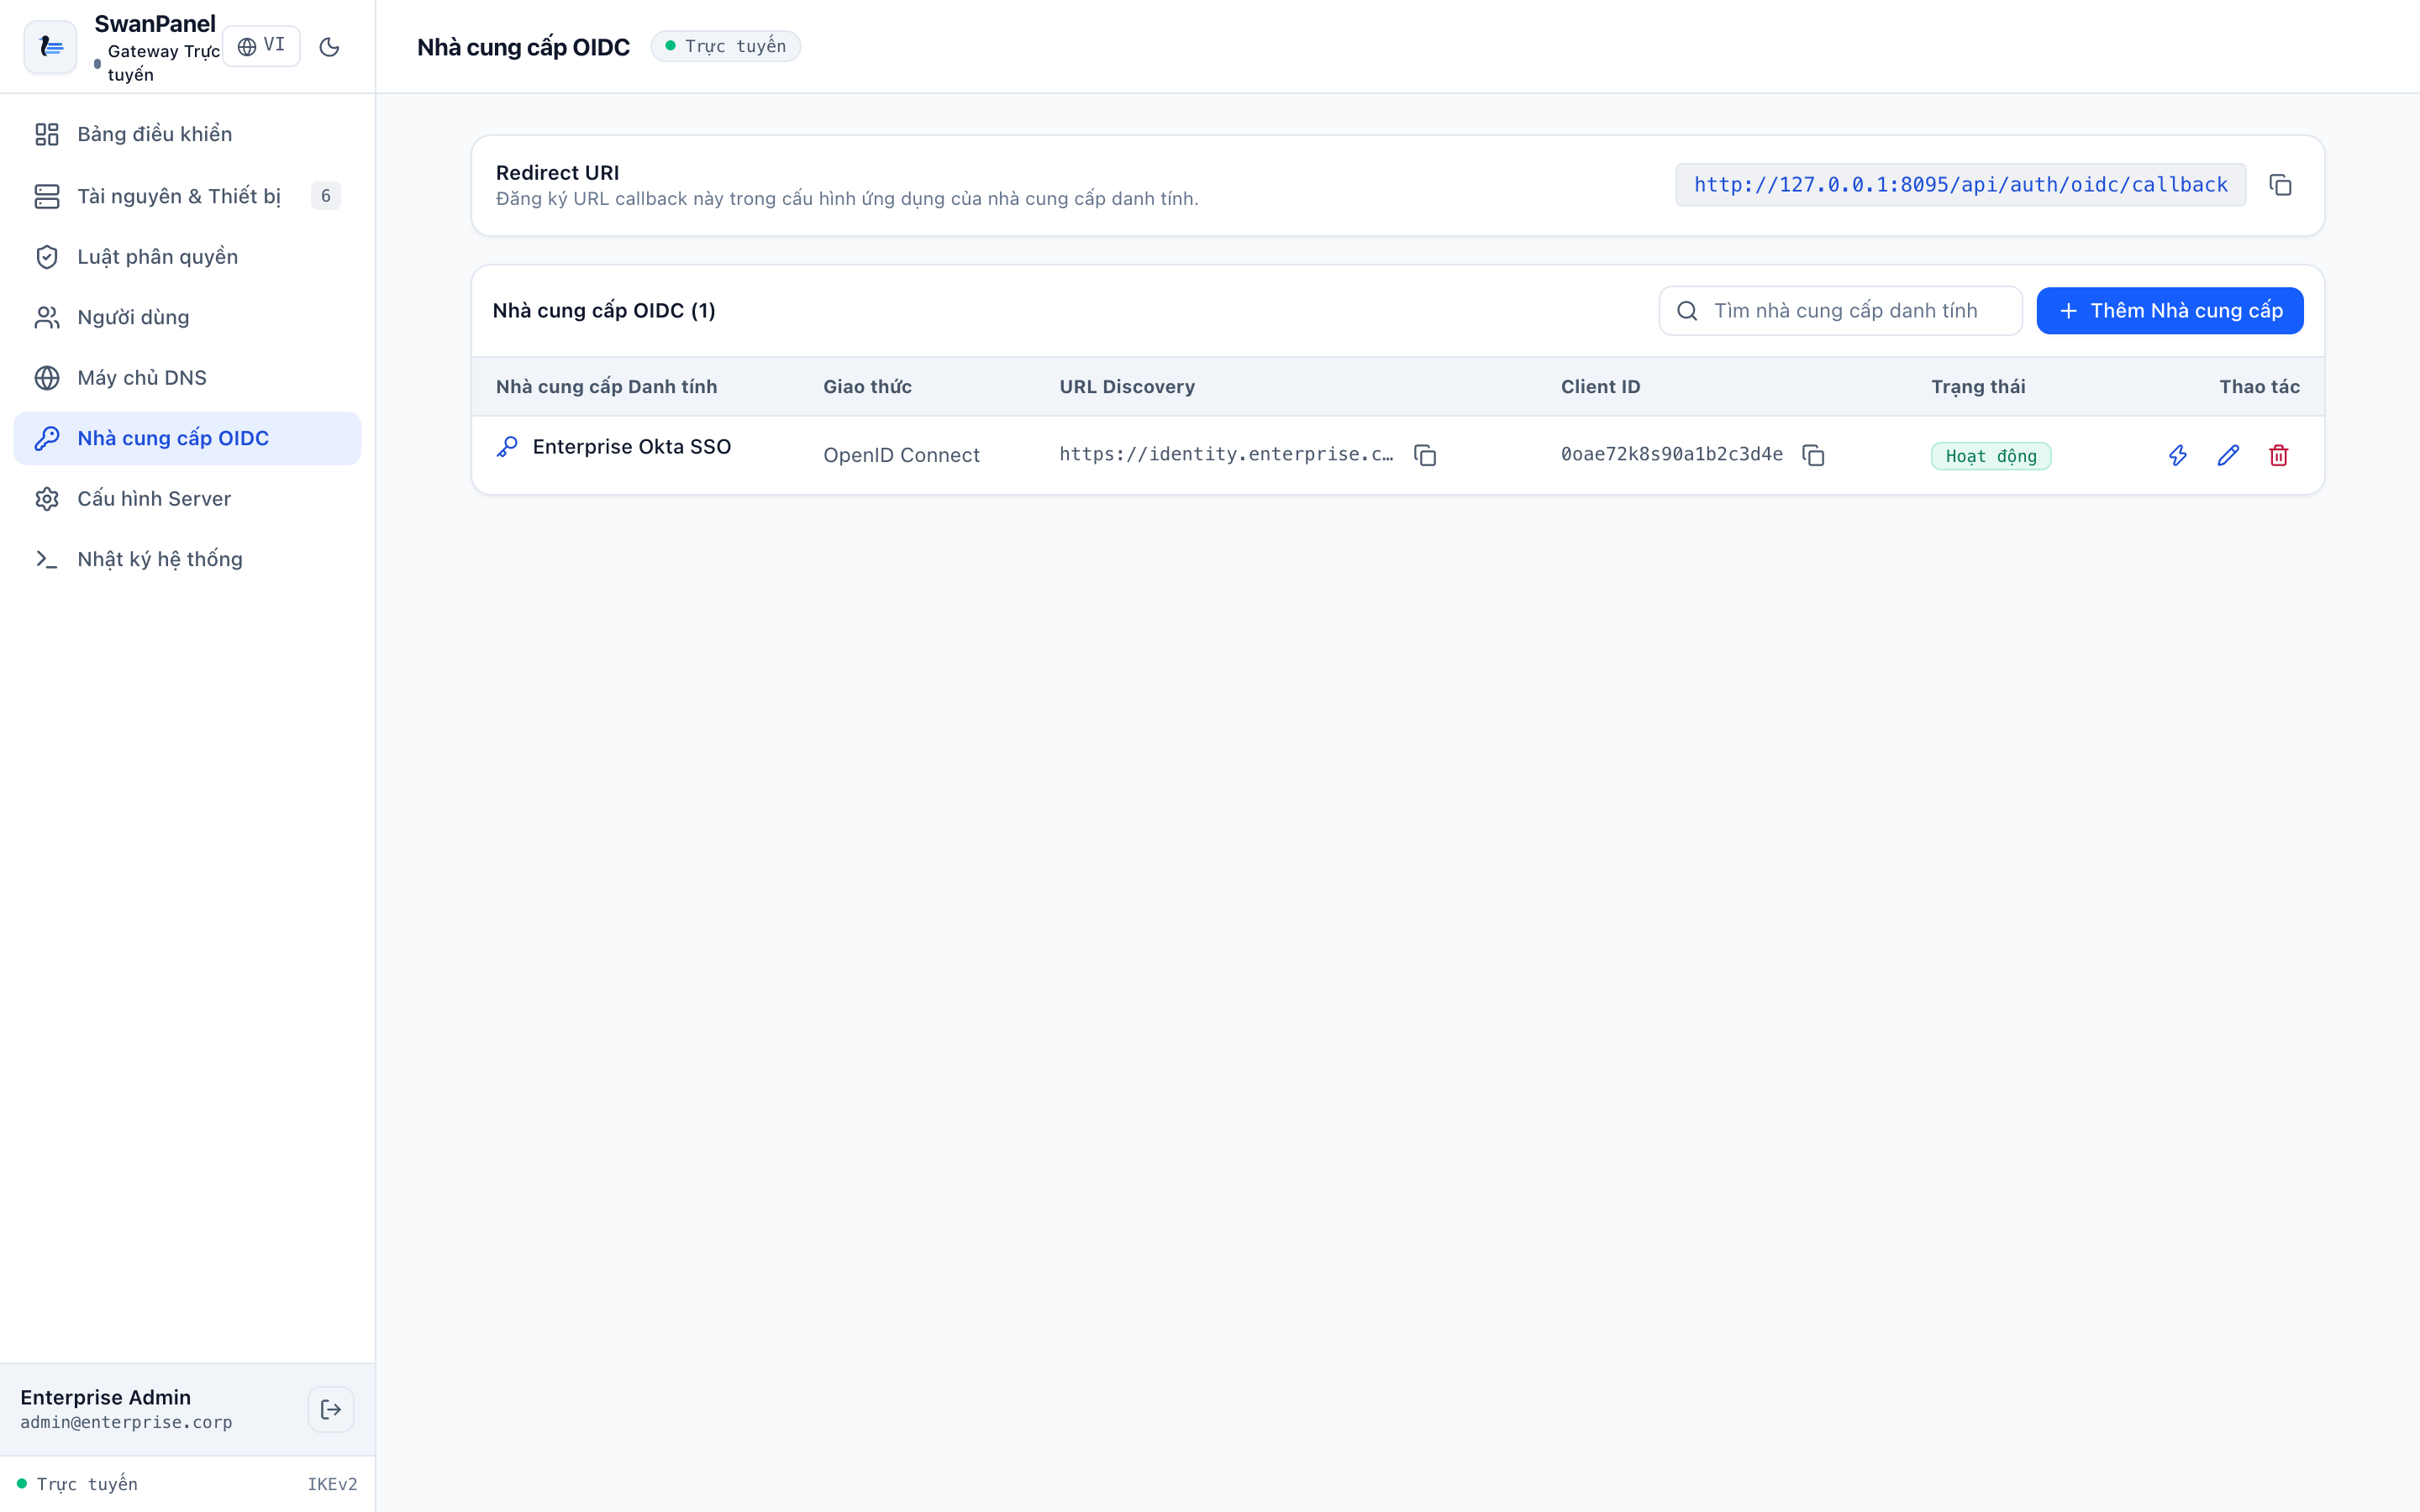 SwanPanel
Gateway Trực tuyến
VI
Bảng điều khiển
Tài nguyên & Thiết bị 6
Luật phân quyền
Người dùng
Máy chủ DNS
Nhà cung cấp OIDC
Cấu hình Server
Nhật ký hệ thống
Enterprise Admin
admin@enterprise.corp
Trực tuyến IKEv2
Nhà cung cấp OIDC Trực tuyến
Redirect URI
Đăng ký URL callback này trong cấu hình ứng dụng của nhà cung cấp danh tính.
http://127.0.0.1:8095/api/auth/oidc/callback
Nhà cung cấp OIDC (1)
Tìm nhà cung cấp danh tính
Thêm Nhà cung cấp
Nhà cung cấp Danh tính Giao thức URL Discovery Client ID Trạng thái Thao tác
Enterprise Okta SSO OpenID Connect https://identity.enterprise.c… 0oae72k8s90a1b2c3d4e Hoạt động